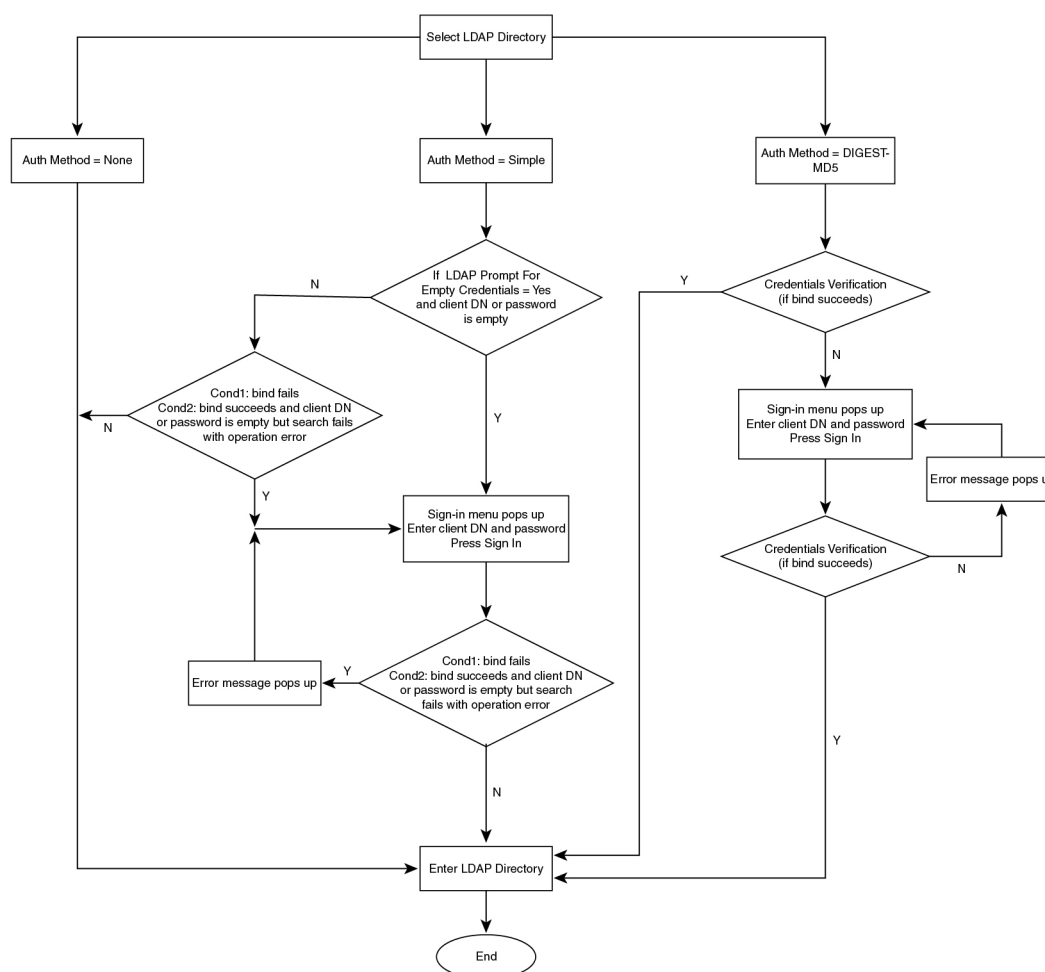 Select LDAP Directory
Auth Method = None
Auth Method = Simple
Auth Method = DIGEST-
MD5
If LDAP Prompt For
Empty Credentials = Yes
and client DN or password
is empty
N
Y
Credentials Verification
(if bind succeeds)
Y
N
Cond1: bind fails
Cond2: bind succeeds and client DN
or password is empty but search fails
with operation error
N
Y
Sign-in menu pops up
Enter client DN and password
Press Sign In
Error message pops u
Sign-in menu pops up
Enter client DN and password
Press Sign In
Credentials Verification
(if bind succeeds)
N
Cond1: bind fails
Cond2: bind succeeds and client DN
or password is empty but search
fails with operation error
Y
Error message pops up
Y
N
Enter LDAP Directory
End